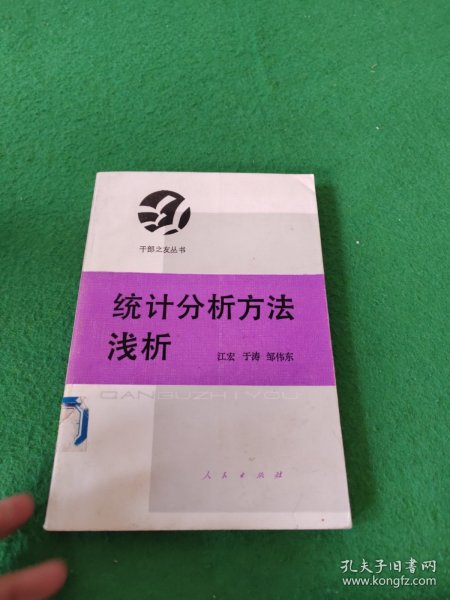 干部之友丛书
统计分析方法
浅析
江宏 于涛 邹伟东
GANBUZHIYOU
人民出版社
孔夫子旧书网
www.kongfz.com